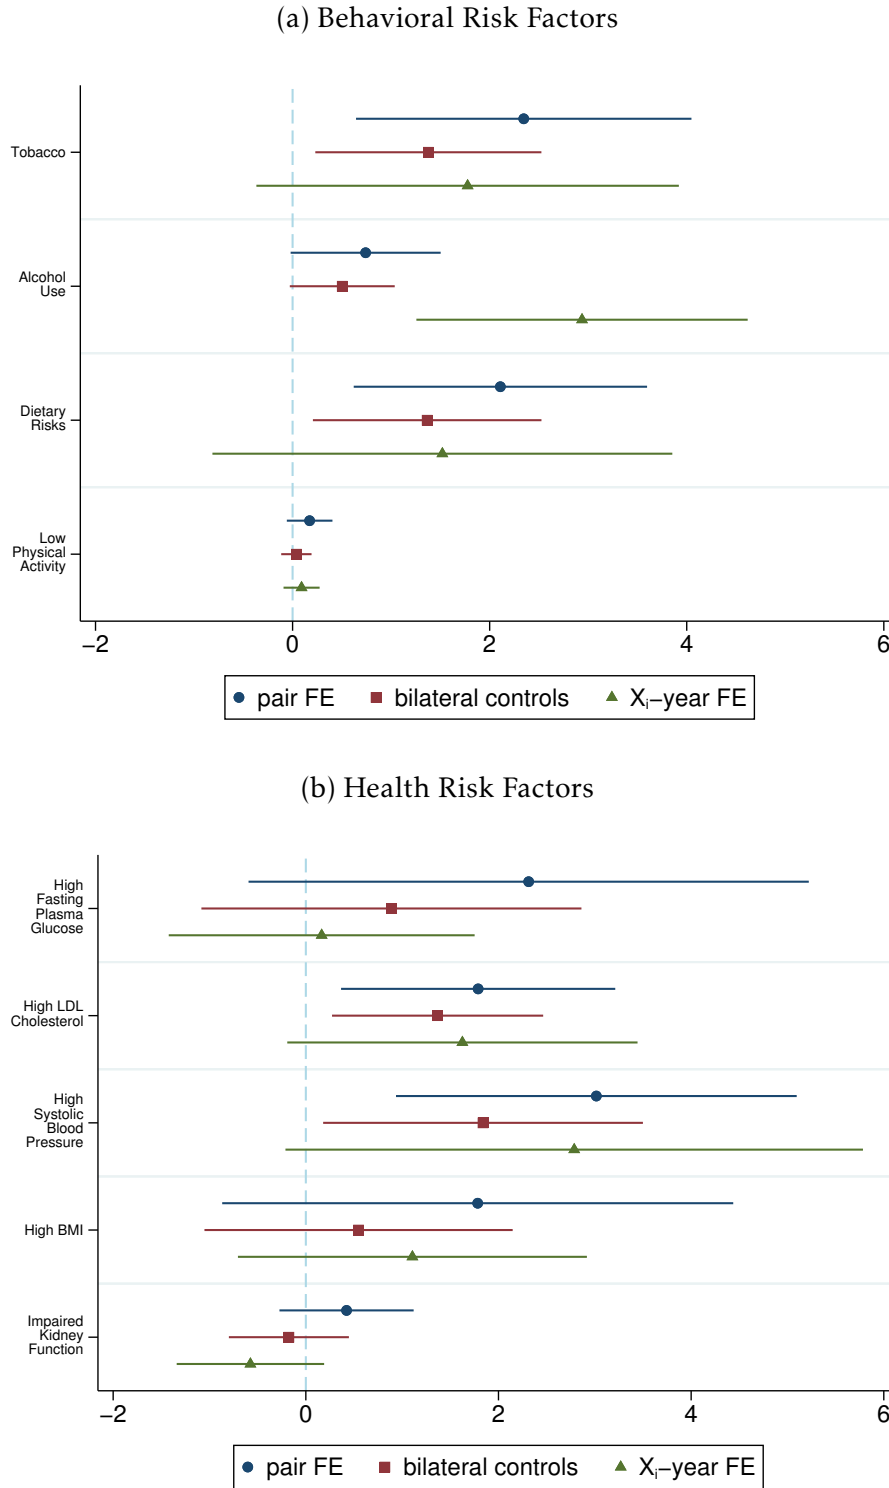 (a) Behavioral Risk Factors
Tobacco
Alcohol
Use
Dietary
Risks
Low
Physical
Activity
−2 0 2 4 6
pair FE bilateral controls Xᵢ−year FE
(b) Health Risk Factors
High
Fasting
Plasma
Glucose
High LDL
Cholesterol
High
Systolic
Blood
Pressure
High BMI
Impaired
Kidney
Function
−2 0 2 4 6
pair FE bilateral controls Xᵢ−year FE